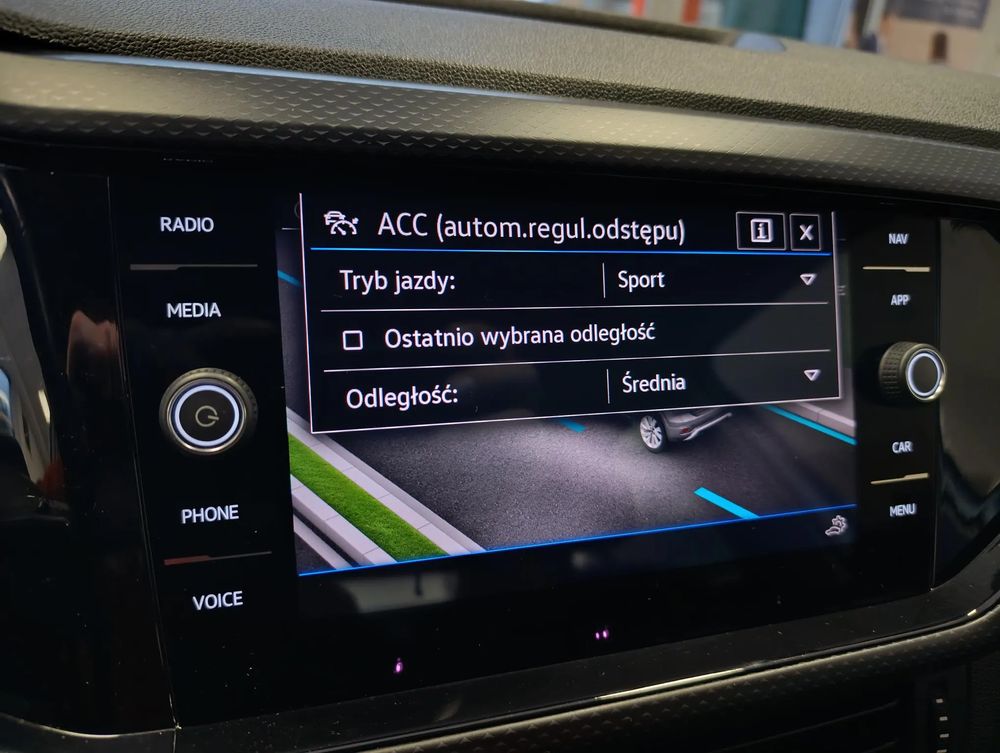 RADIO
MEDIA
PHONE
VOICE
ACC (autom.regul.odstępu)
i
X
Tryb jazdy:
Sport
Ostatnio wybrana odległość
Odległość:
Średnia
NAV
APP
CAR
MENU